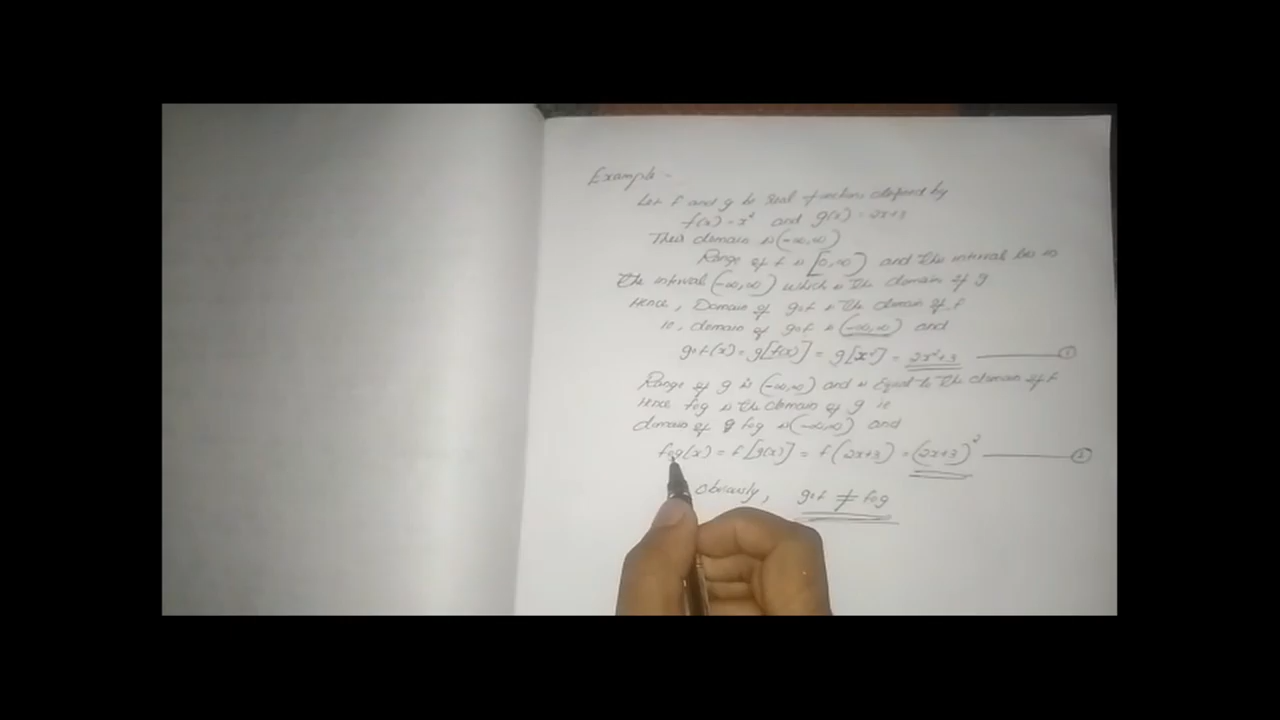 Example :-
Let f and g be real functions defined by
f(x) = x² and g(x) = 2x+3
Their domain is (-∞,∞)
Range of f is [0,∞) and the interval lies in
the interval (-∞,∞) which is the domain of g
Hence, Domain of gof is the domain of f
ie, domain of gof is (-∞,∞) and
gof(x) = g[f(x)] = g[x²] = 2x²+3 ①
Range of g is (-∞,∞) and is Equal to the domain of f
Hence fog is the domain of g ie
domain of fog is (-∞,∞) and
fog(x) = f[g(x)] = f(2x+3) = (2x+3)² ②
Obviously, gof ≠ fog